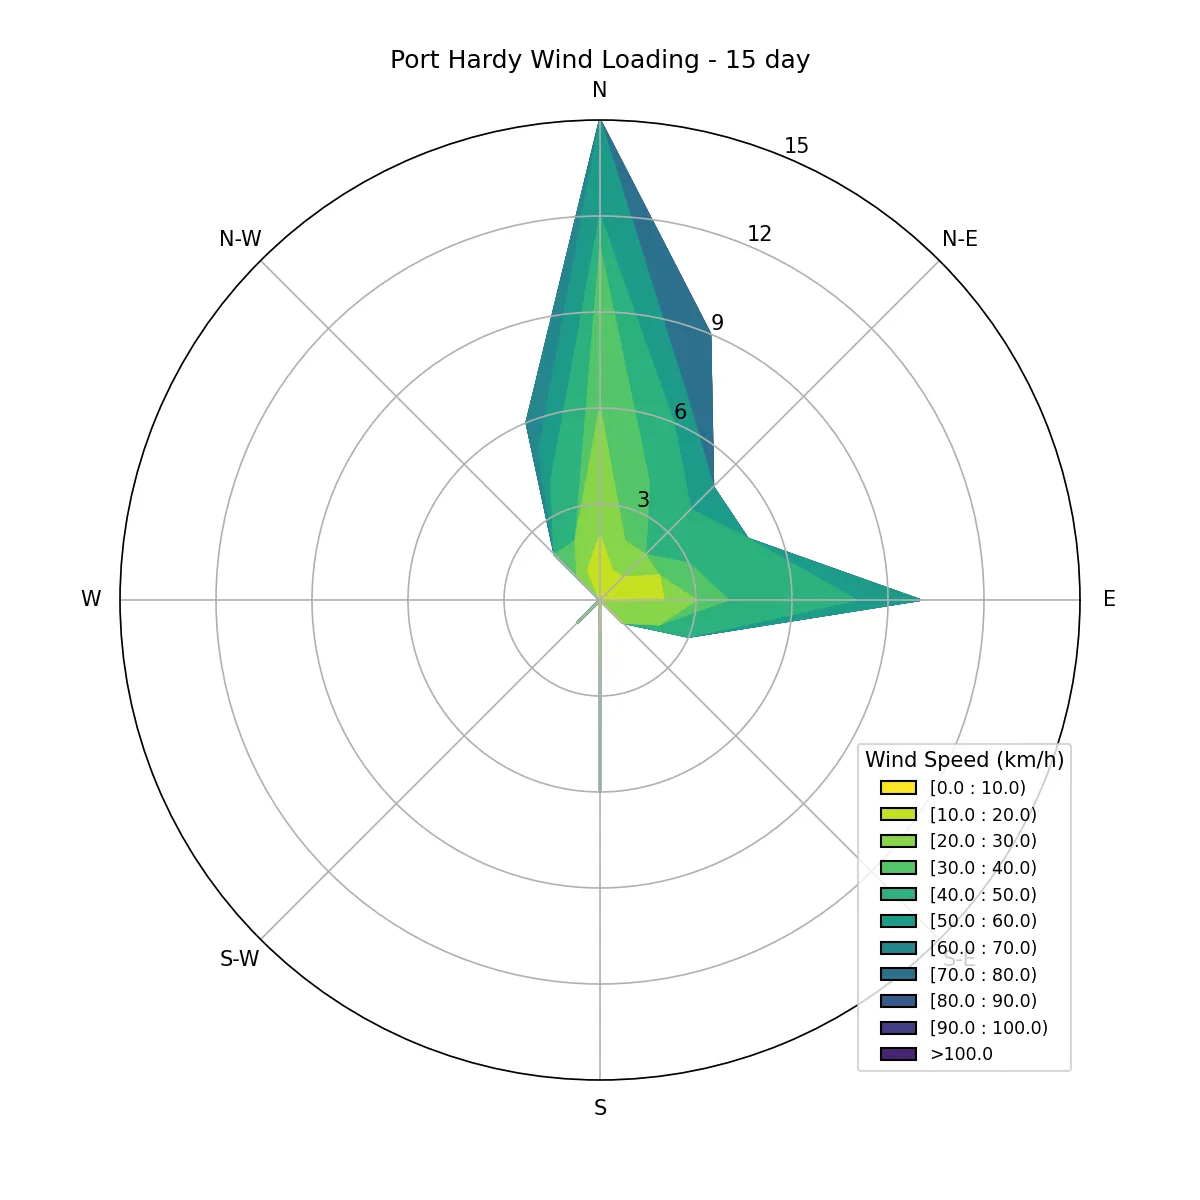 Port Hardy Wind Loading - 15 day
N
15
N-W
N-E
12
9
6
3
W
E
Wind Speed (km/h)
[0.0 : 10.0)
[10.0 : 20.0)
[20.0 : 30.0)
[30.0 : 40.0)
[40.0 : 50.0)
[50.0 : 60.0)
[60.0 : 70.0)
[70.0 : 80.0)
[80.0 : 90.0)
[90.0 : 100.0)
>100.0
S-W
S-E
S